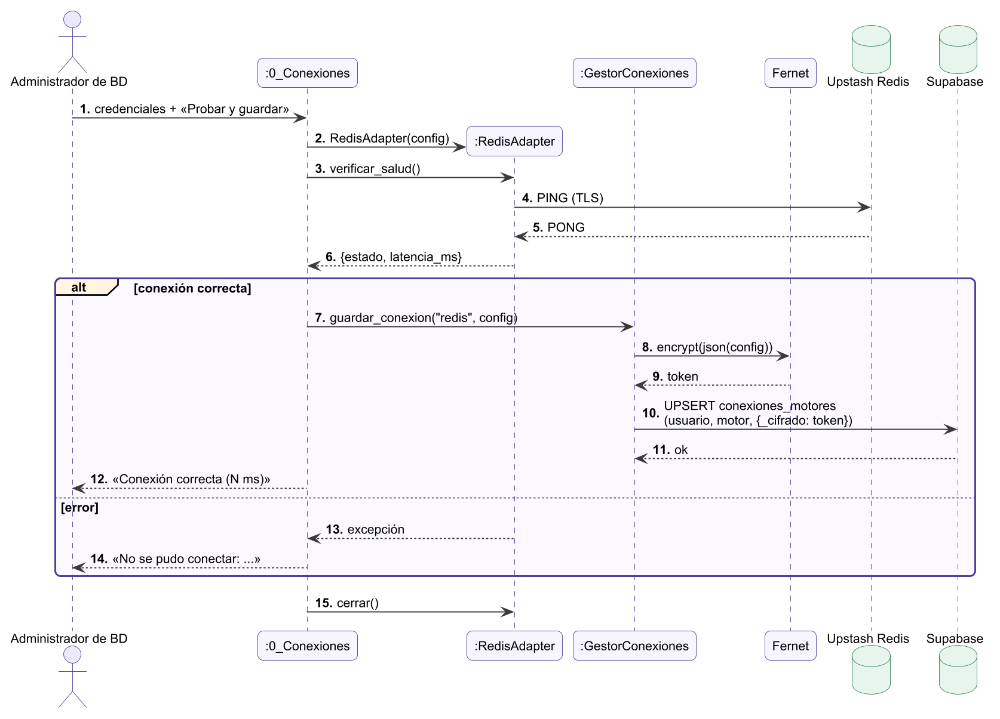 Administrador de BD
:0_Conexiones
:GestorConexiones
Fernet
Upstash Redis
Supabase
1. credenciales + «Probar y guardar»
2. RedisAdapter(config)
:RedisAdapter
3. verificar_salud()
4. PING (TLS)
5. PONG
6. {estado, latencia_ms}
alt
[conexión correcta]
7. guardar_conexion("redis", config)
8. encrypt(json(config))
9. token
10. UPSERT conexiones_motores
(usuario, motor, {_cifrado: token})
11. ok
12. «Conexión correcta (N ms)»
[error]
13. excepción
14. «No se pudo conectar: ...»
15. cerrar()
Administrador de BD
:0_Conexiones
:RedisAdapter
:GestorConexiones
Fernet
Upstash Redis
Supabase